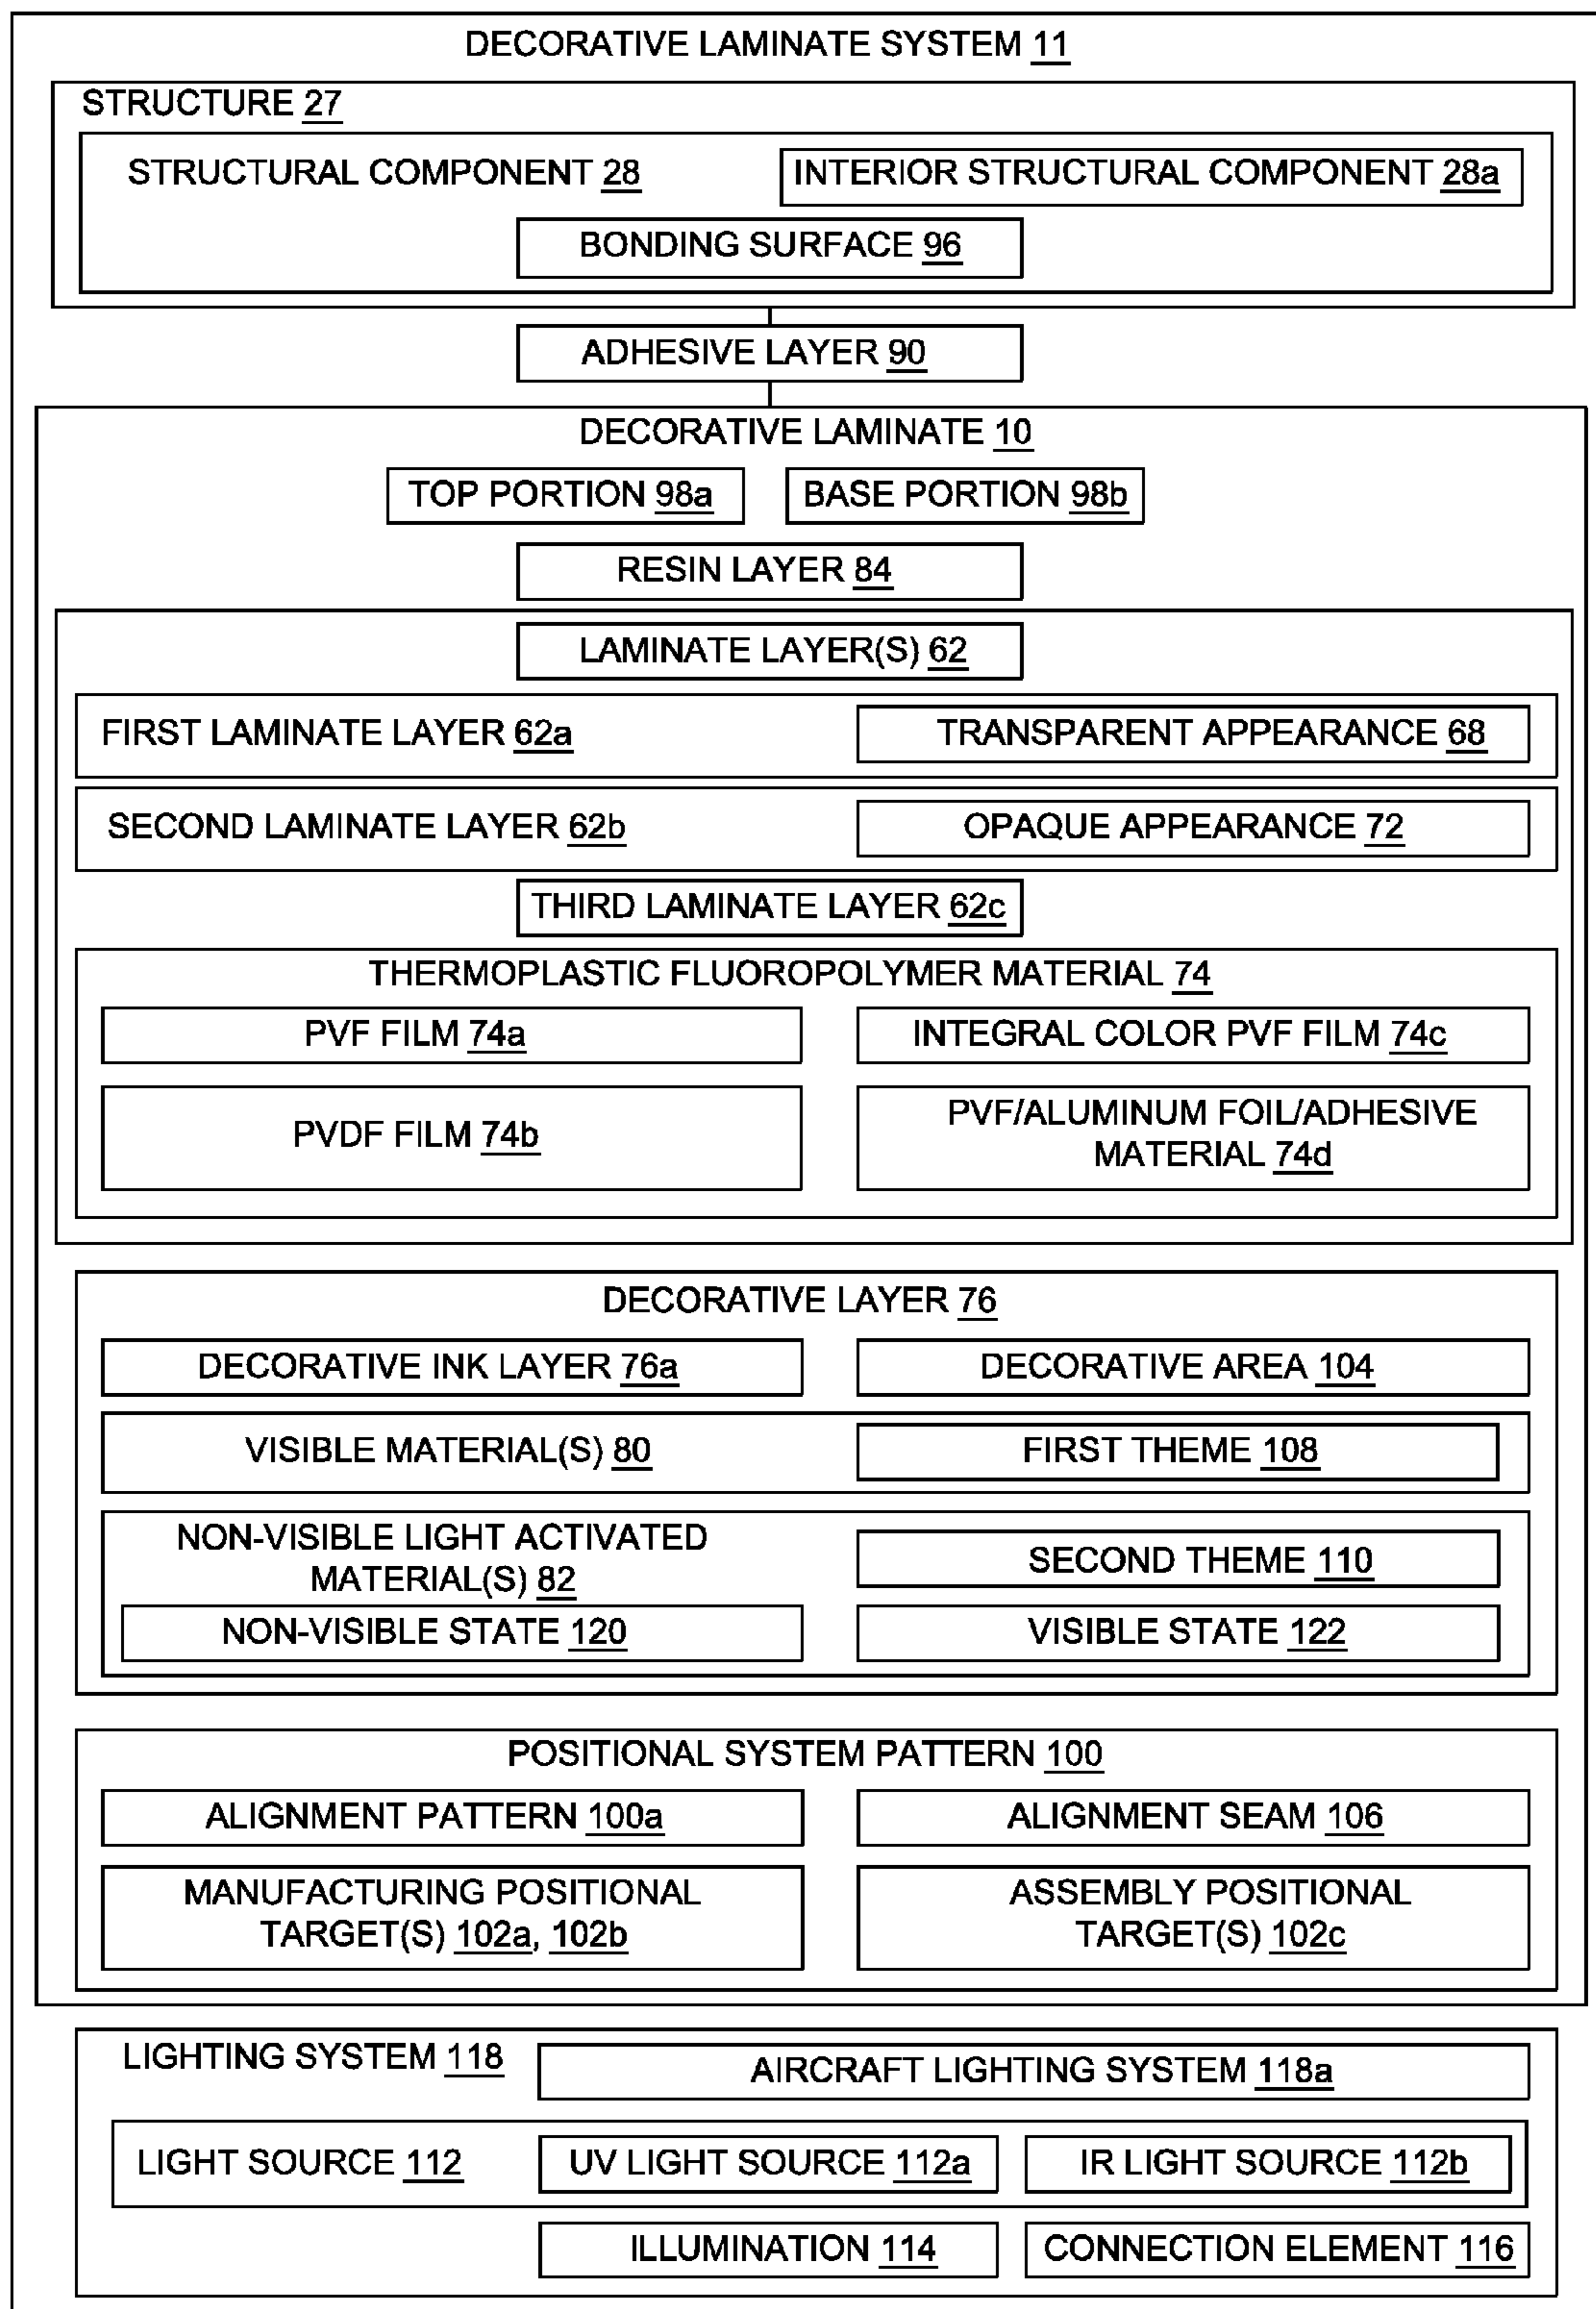 DECORATIVE LAMINATE SYSTEM 11
STRUCTURE 27
STRUCTURAL COMPONENT 28
INTERIOR STRUCTURAL COMPONENT 28a
BONDING SURFACE 96
ADHESIVE LAYER 90
DECORATIVE LAMINATE 10
TOP PORTION 98a
BASE PORTION 98b
RESIN LAYER 84
LAMINATE LAYER(S) 62
FIRST LAMINATE LAYER 62a
TRANSPARENT APPEARANCE 68
SECOND LAMINATE LAYER 62b
OPAQUE APPEARANCE 72
THIRD LAMINATE LAYER 62c
THERMOPLASTIC FLUOROPOLYMER MATERIAL 74
PVF FILM 74a
INTEGRAL COLOR PVF FILM 74c
PVDF FILM 74b
PVF/ALUMINUM FOIL/ADHESIVE
MATERIAL 74d
DECORATIVE LAYER 76
DECORATIVE INK LAYER 76a
DECORATIVE AREA 104
VISIBLE MATERIAL(S) 80
FIRST THEME 108
NON-VISIBLE LIGHT ACTIVATED
MATERIAL(S) 82
SECOND THEME 110
NON-VISIBLE STATE 120
VISIBLE STATE 122
POSITIONAL SYSTEM PATTERN 100
ALIGNMENT PATTERN 100a
ALIGNMENT SEAM 106
MANUFACTURING POSITIONAL
TARGET(S) 102a, 102b
ASSEMBLY POSITIONAL
TARGET(S) 102c
LIGHTING SYSTEM 118
AIRCRAFT LIGHTING SYSTEM 118a
LIGHT SOURCE 112
UV LIGHT SOURCE 112a
IR LIGHT SOURCE 112b
ILLUMINATION 114
CONNECTION ELEMENT 116